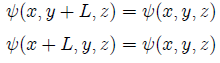 ψ(x, y + L, z) = ψ(x, y, z)
ψ(x + L, y, z) = ψ(x, y, z)